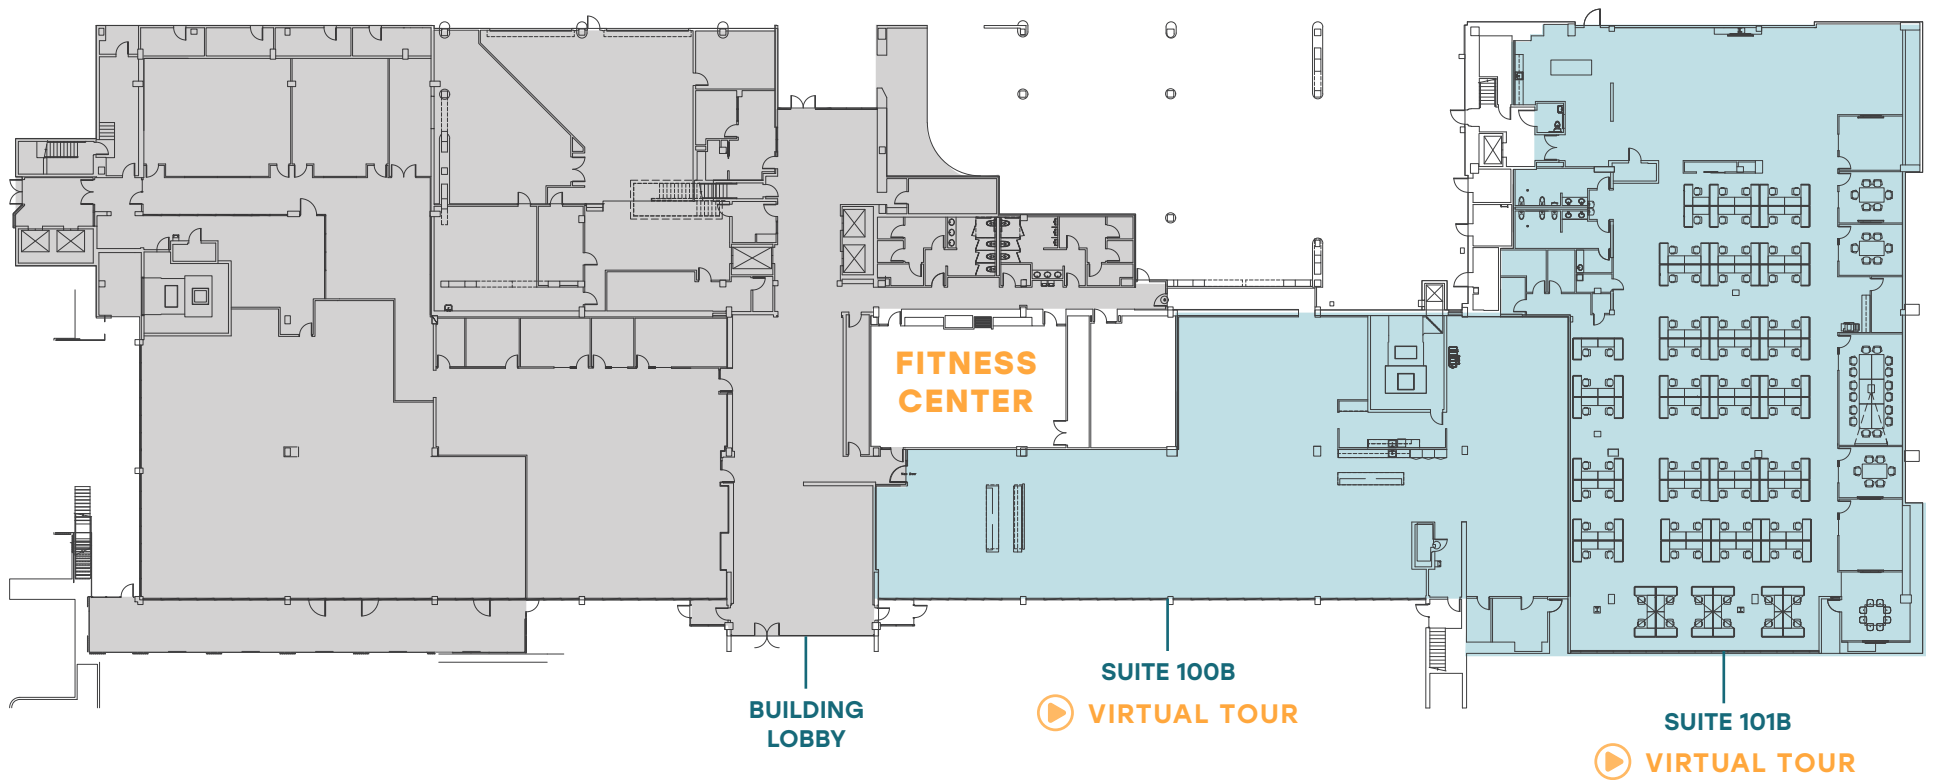 FITNESS
CENTER
BUILDING
LOBBY
SUITE 100B
VIRTUAL TOUR
SUITE 101B
VIRTUAL TOUR